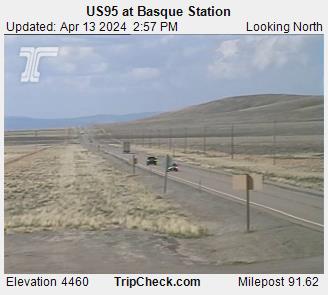 US95 at Basque Station
Updated: Apr 13 2024 2:57 PM Looking North
Elevation 4460 TripCheck.com Milepost 91.62